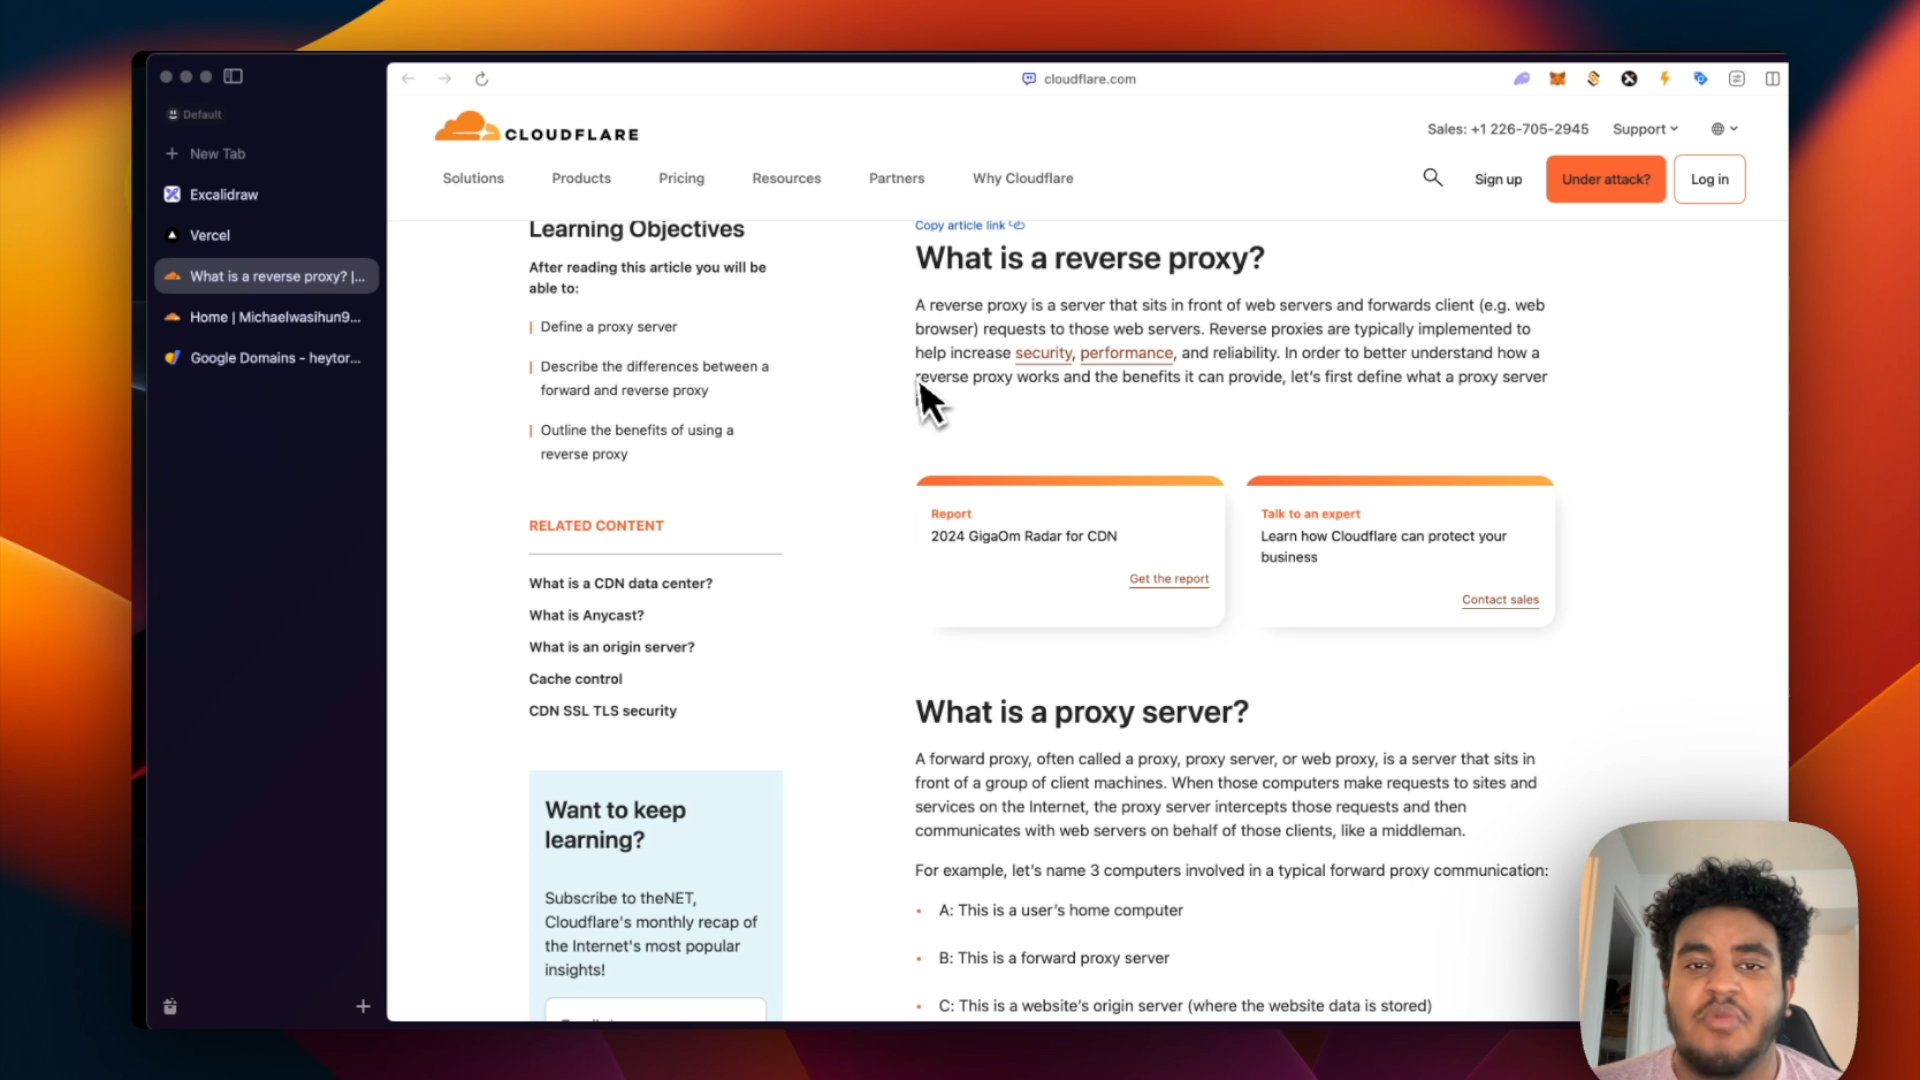 Default
New Tab
Excalidraw
Vercel
What is a reverse proxy? |...
Home | Michaelwasihun9...
Google Domains - heytor...
cloudflare.com
CLOUDFLARE
Sales: +1 226-705-2945
Support
Solutions
Products
Pricing
Resources
Partners
Why Cloudflare
Sign up
Under attack?
Log in
Learning Objectives
After reading this article you will be
able to:
Define a proxy server
Describe the differences between a
forward and reverse proxy
Outline the benefits of using a
reverse proxy
RELATED CONTENT
What is a CDN data center?
What is Anycast?
What is an origin server?
Cache control
CDN SSL TLS security
Want to keep
learning?
Subscribe to theNET,
Cloudflare's monthly recap of
the Internet's most popular
insights!
Copy article link
What is a reverse proxy?
A reverse proxy is a server that sits in front of web servers and forwards client (e.g. web
browser) requests to those web servers. Reverse proxies are typically implemented to
help increase security, performance, and reliability. In order to better understand how a
reverse proxy works and the benefits it can provide, let's first define what a proxy server
Report
2024 GigaOm Radar for CDN
Get the report
Talk to an expert
Learn how Cloudflare can protect your
business
Contact sales
What is a proxy server?
A forward proxy, often called a proxy, proxy server, or web proxy, is a server that sits in
front of a group of client machines. When those computers make requests to sites and
services on the Internet, the proxy server intercepts those requests and then
communicates with web servers on behalf of those clients, like a middleman.
For example, let's name 3 computers involved in a typical forward proxy communication:
• A: This is a user's home computer
• B: This is a forward proxy server
• C: This is a website's origin server (where the website data is stored)